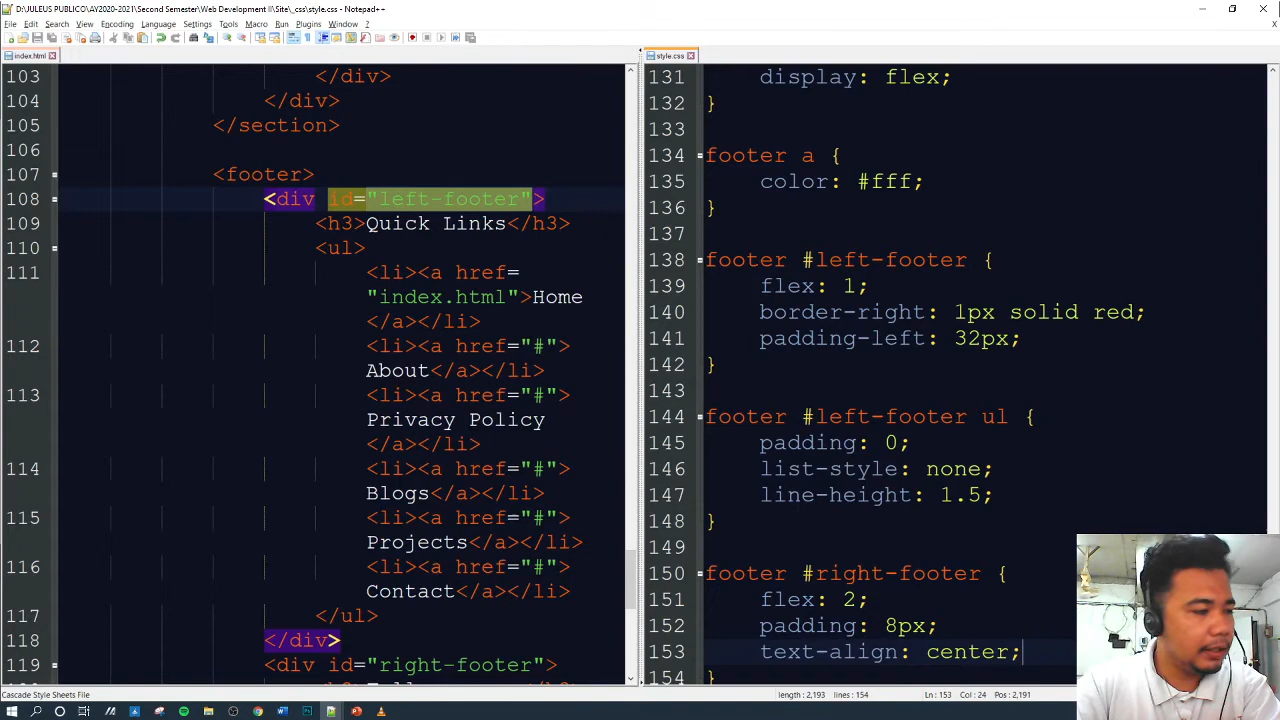 D:\JULEUS PUBLICO\AY2020-2021\Second Semester\Web Development II\Site\_css\style.css - Notepad++
File Edit Search View Encoding Language Settings Tools Macro Run Plugins Window ?
index.html
103 </div>
104 </div>
105 </section>
106
107 <footer>
108 <div id="left-footer">
109 <h3>Quick Links</h3>
110 <ul>
111 <li><a href=
"index.html">Home
</a></li>
112 <li><a href="#">
About</a></li>
113 <li><a href="#">
Privacy Policy
</a></li>
114 <li><a href="#">
Blogs</a></li>
115 <li><a href="#">
Projects</a></li>
116 <li><a href="#">
Contact</a></li>
117 </ul>
118 </div>
119 <div id="right-footer">
style.css
131 display: flex;
132 }
133
134 footer a {
135 color: #fff;
136 }
137
138 footer #left-footer {
139 flex: 1;
140 border-right: 1px solid red;
141 padding-left: 32px;
142 }
143
144 footer #left-footer ul {
145 padding: 0;
146 list-style: none;
147 line-height: 1.5;
148 }
149
150 footer #right-footer {
151 flex: 2;
152 padding: 8px;
153 text-align: center;
154 }
Cascade Style Sheets File
length : 2,193 lines : 154
Ln : 153 Col : 24 Pos : 2,191